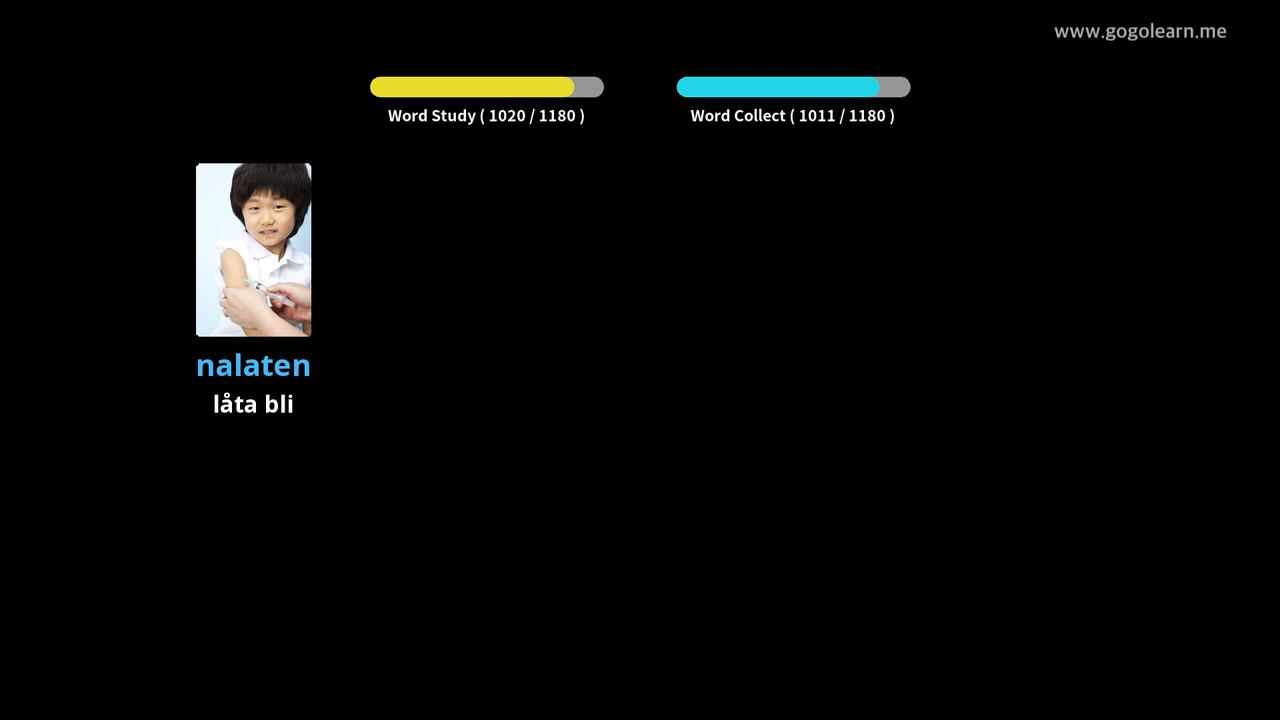 www.gogolearn.me
Word Study ( 1020 / 1180 )
Word Collect ( 1011 / 1180 )
nalaten
låta bli